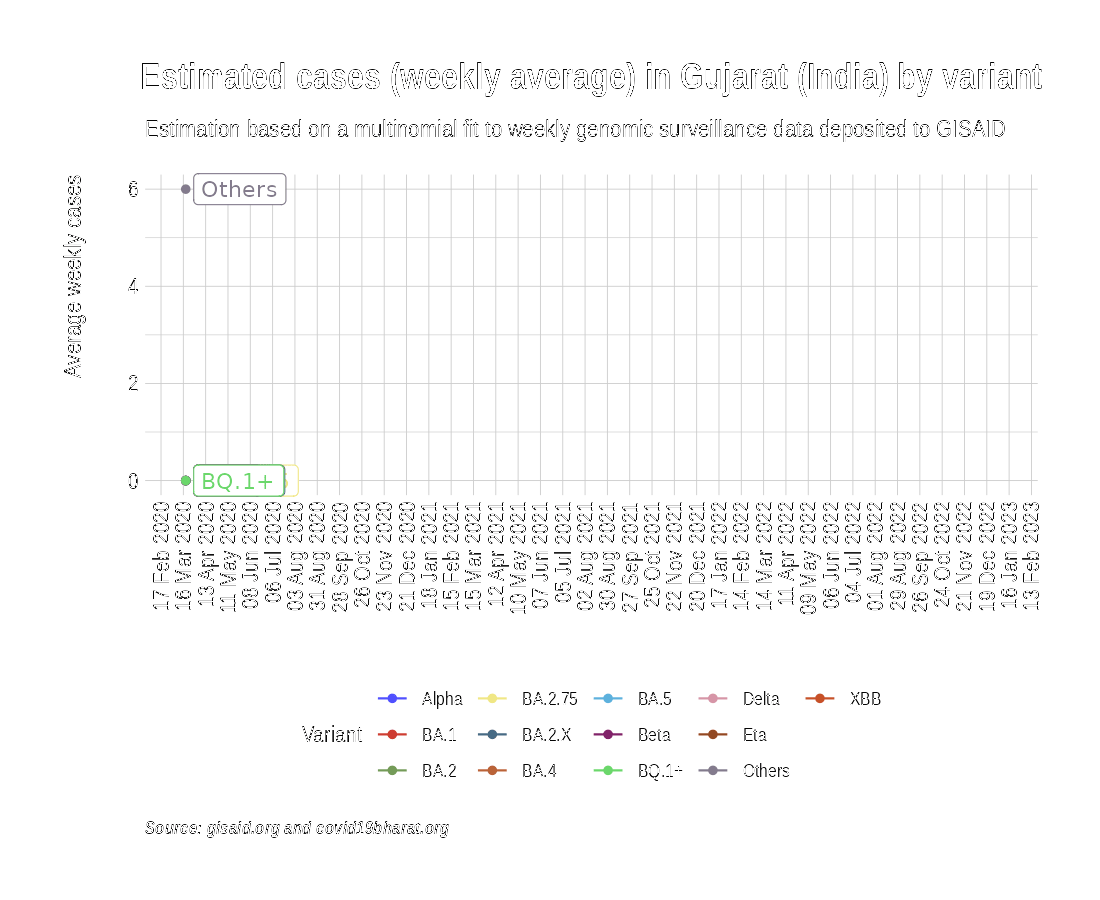 Estimated cases (weekly average) in Gujarat (India) by variant
Estimation based on a multinomial fit to weekly genomic surveillance data deposited to GISAID
Average weekly cases
6
Others
4
2
0
BQ.1+
17 Feb 2020
16 Mar 2020
13 Apr 2020
11 May 2020
08 Jun 2020
06 Jul 2020
03 Aug 2020
31 Aug 2020
28 Sep 2020
26 Oct 2020
23 Nov 2020
21 Dec 2020
18 Jan 2021
15 Feb 2021
15 Mar 2021
12 Apr 2021
10 May 2021
07 Jun 2021
05 Jul 2021
02 Aug 2021
30 Aug 2021
27 Sep 2021
25 Oct 2021
22 Nov 2021
20 Dec 2021
17 Jan 2022
14 Feb 2022
14 Mar 2022
11 Apr 2022
09 May 2022
06 Jun 2022
04 Jul 2022
01 Aug 2022
29 Aug 2022
26 Sep 2022
24 Oct 2022
21 Nov 2022
19 Dec 2022
16 Jan 2023
13 Feb 2023
Variant
Alpha
BA.1
BA.2
BA.2.75
BA.2.X
BA.4
BA.5
Beta
BQ.1+
Delta
Eta
Others
XBB
Source: gisaid.org and covid19bharat.org